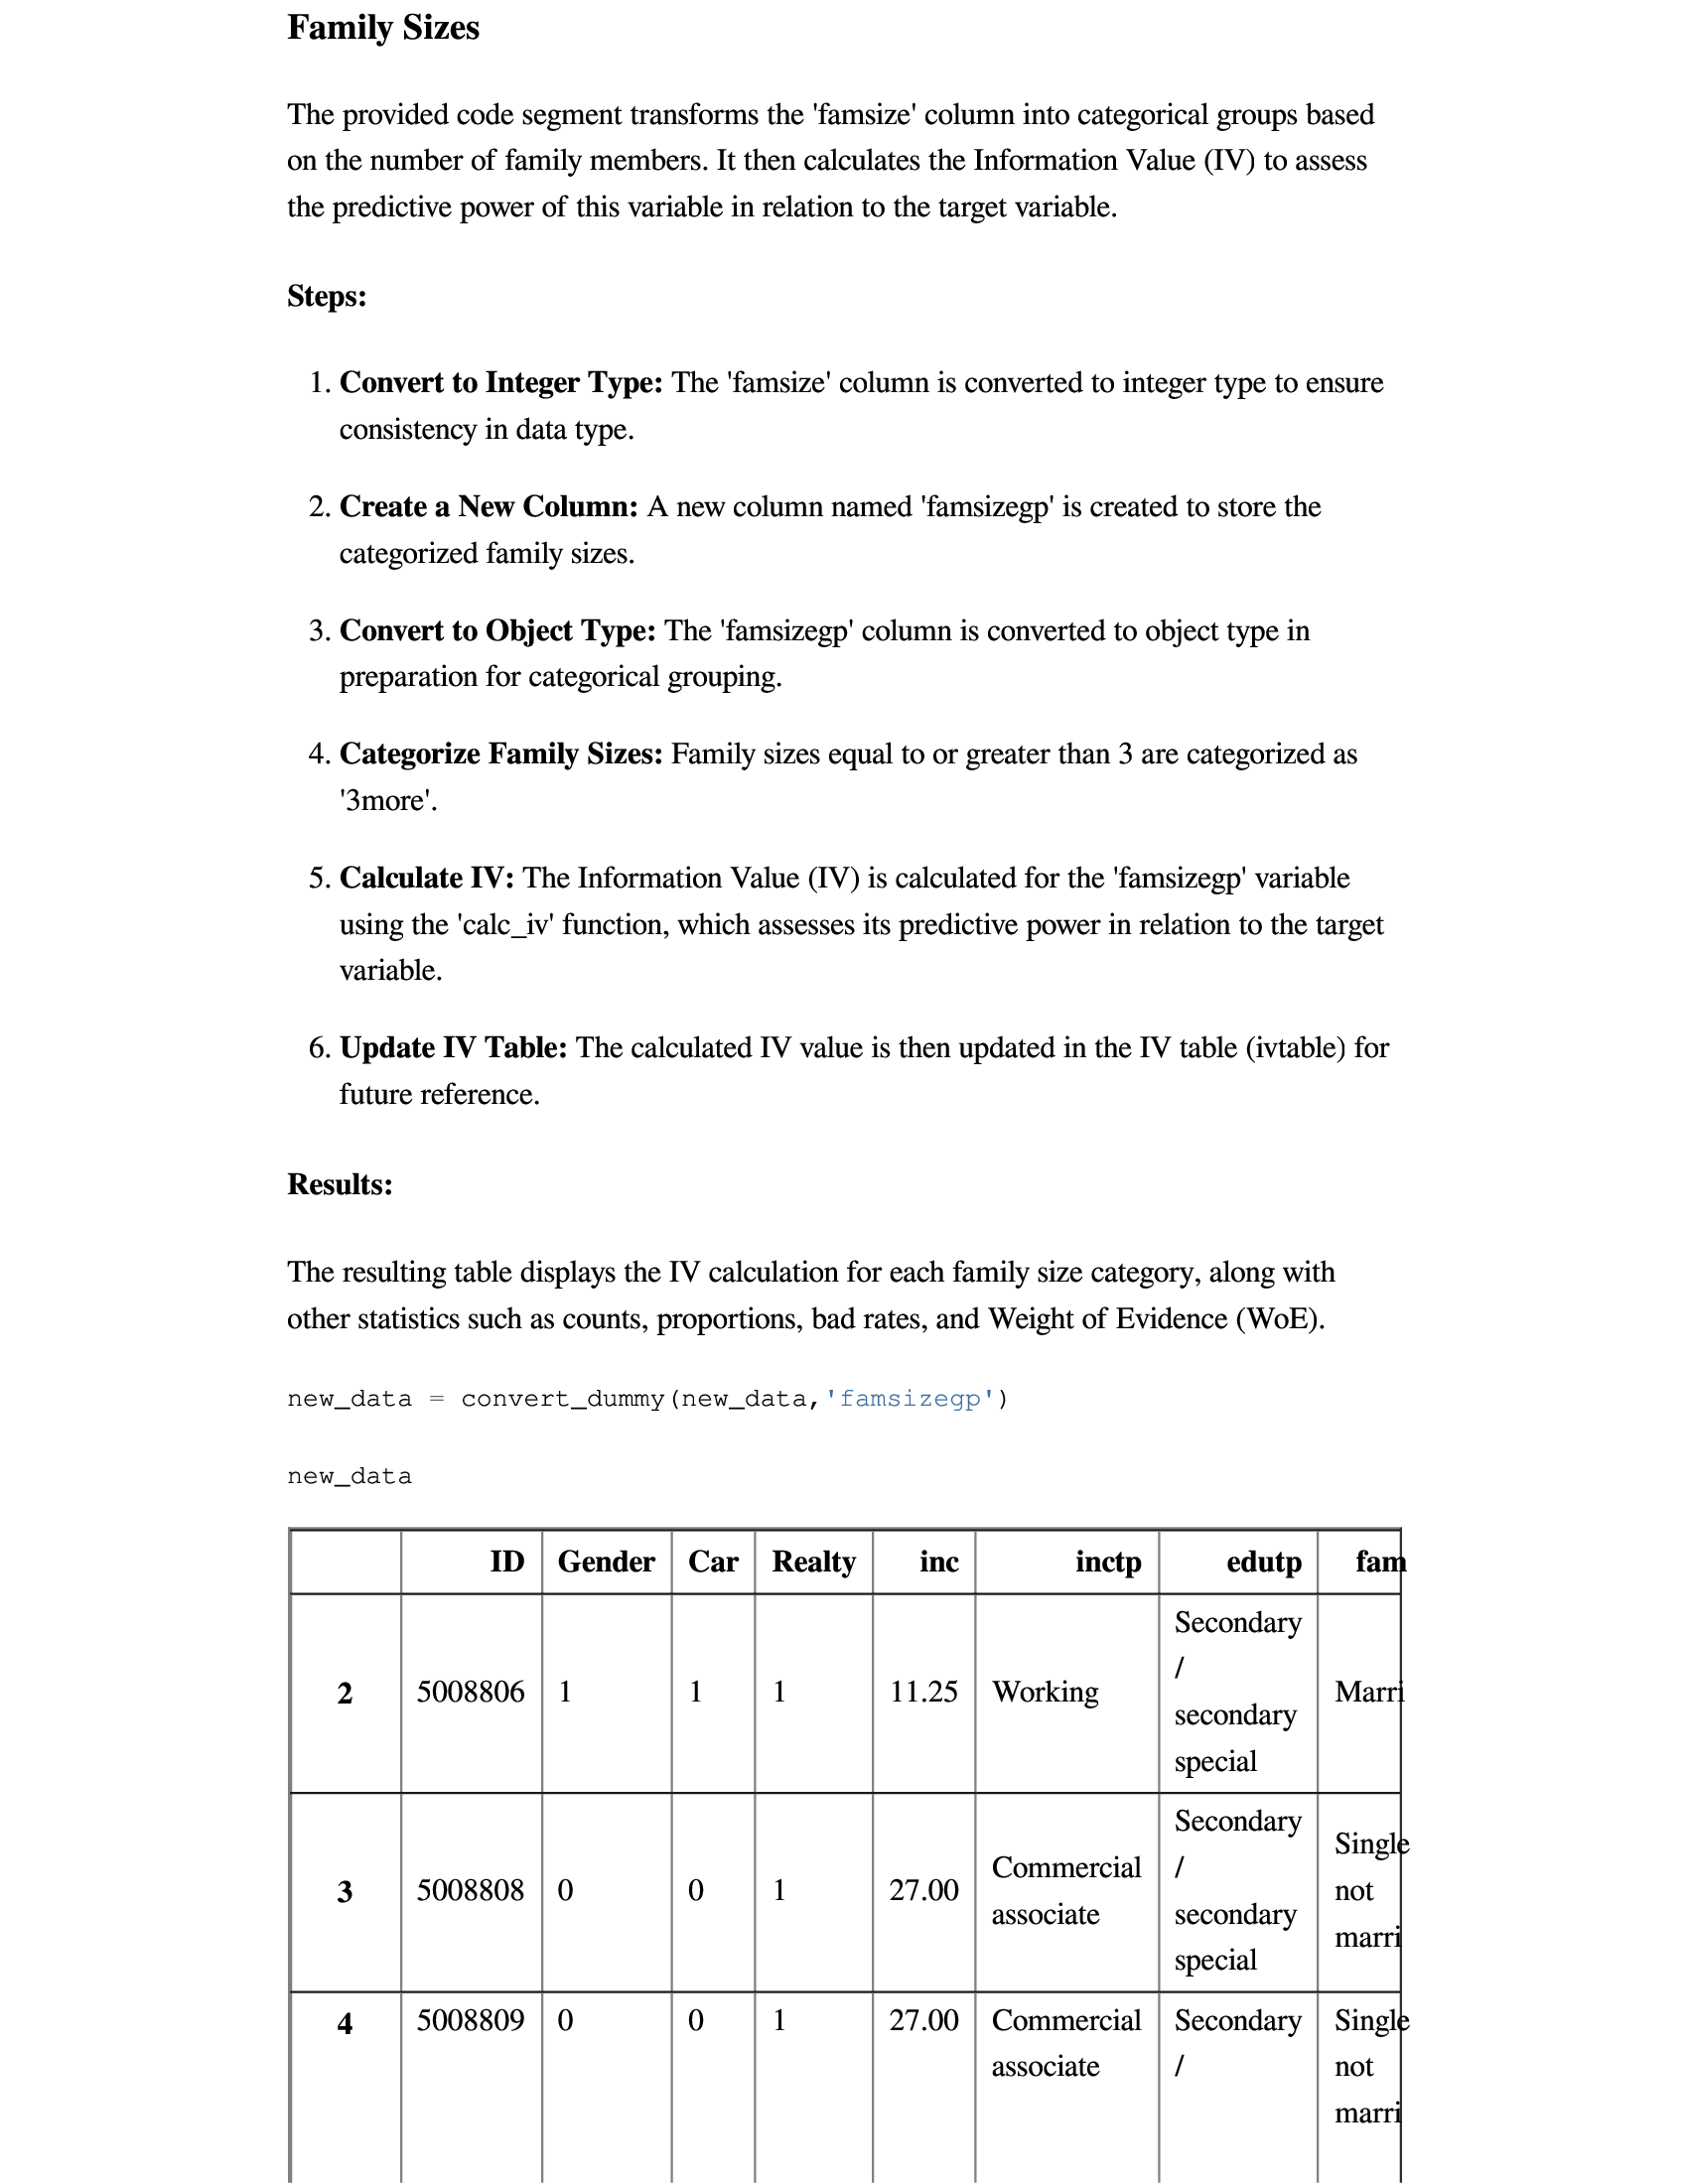 Family Sizes
The provided code segment transforms the 'famsize' column into categorical groups based
on the number of family members. It then calculates the Information Value (IV) to assess
the predictive power of this variable in relation to the target variable.
Steps:
1. Convert to Integer Type: The 'famsize' column is converted to integer type to ensure
consistency in data type.
2. Create a New Column: A new column named 'famsizegp' is created to store the
categorized family sizes.
3. Convert to Object Type: The 'famsizegp' column is converted to object type in
preparation for categorical grouping.
4. Categorize Family Sizes: Family sizes equal to or greater than 3 are categorized as
'3more'.
5. Calculate IV: The Information Value (IV) is calculated for the 'famsizegp' variable
using the 'calc_iv' function, which assesses its predictive power in relation to the target
variable.
6. Update IV Table: The calculated IV value is then updated in the IV table (ivtable) for
future reference.
Results:
The resulting table displays the IV calculation for each family size category, along with
other statistics such as counts, proportions, bad rates, and Weight of Evidence (WoE).
new_data = convert_dummy(new_data,'famsizegp')
new_data
ID Gender Car Realty inc inctp edutp fam
2 5008806 1 1 1 11.25 Working Secondary / secondary special Marri
3 5008808 0 0 1 27.00 Commercial associate Secondary / secondary special Single not marri
4 5008809 0 0 1 27.00 Commercial associate Secondary / Single not marri